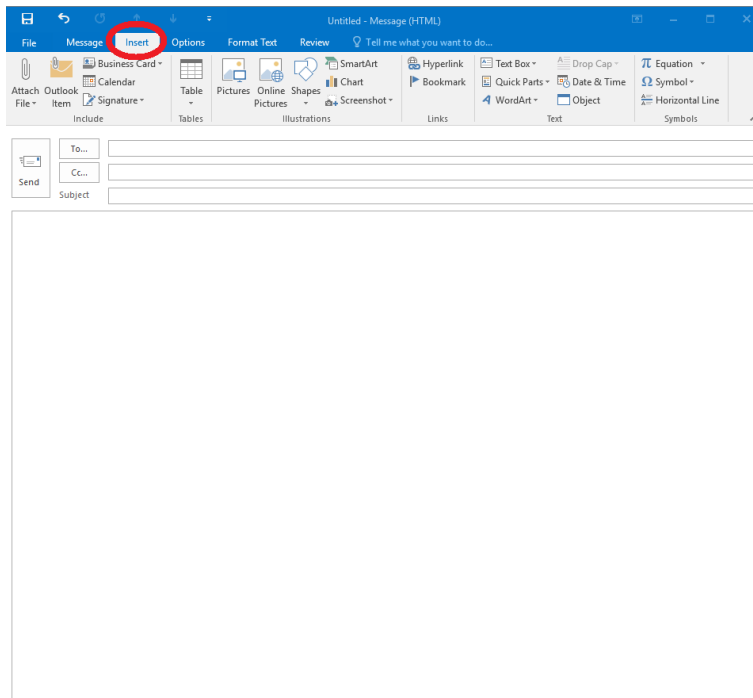 Untitled - Message (HTML)
File Message Insert Options Format Text Review Tell me what you want to do...
Business Card SmartArt Hyperlink Text Box Drop Cap π Equation
Calendar Chart Bookmark Quick Parts Date & Time Ω Symbol
Attach File Outlook Item Signature Table Pictures Online Pictures Shapes Screenshot WordArt Object Horizontal Line
Include Tables Illustrations Links Text Symbols
To...
Cc...
Send
Subject